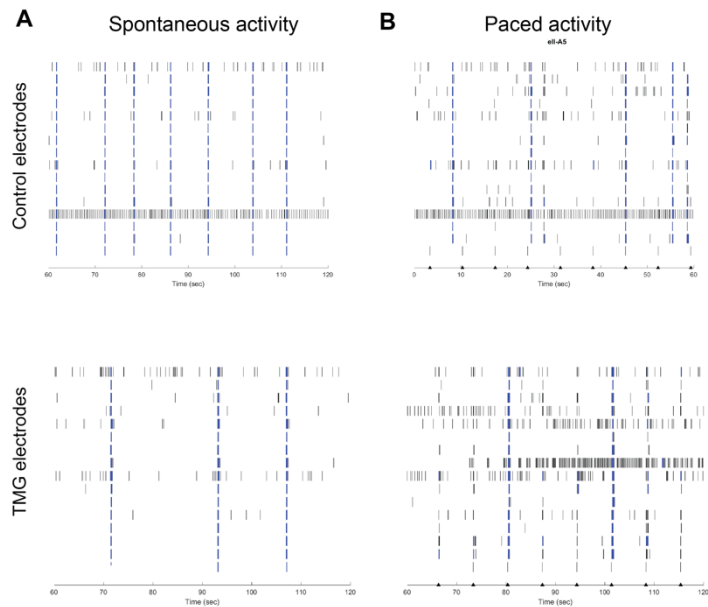 A
Spontaneous activity
B
Paced activity
ell-A5
Control electrodes
60 70 80 90 100 110 120
Time (sec)
0 10 20 30 40 50 60
Time (sec)
TMG electrodes
60 70 80 90 100 110 120
Time (sec)
60 70 80 90 100 110 120
Time (sec)